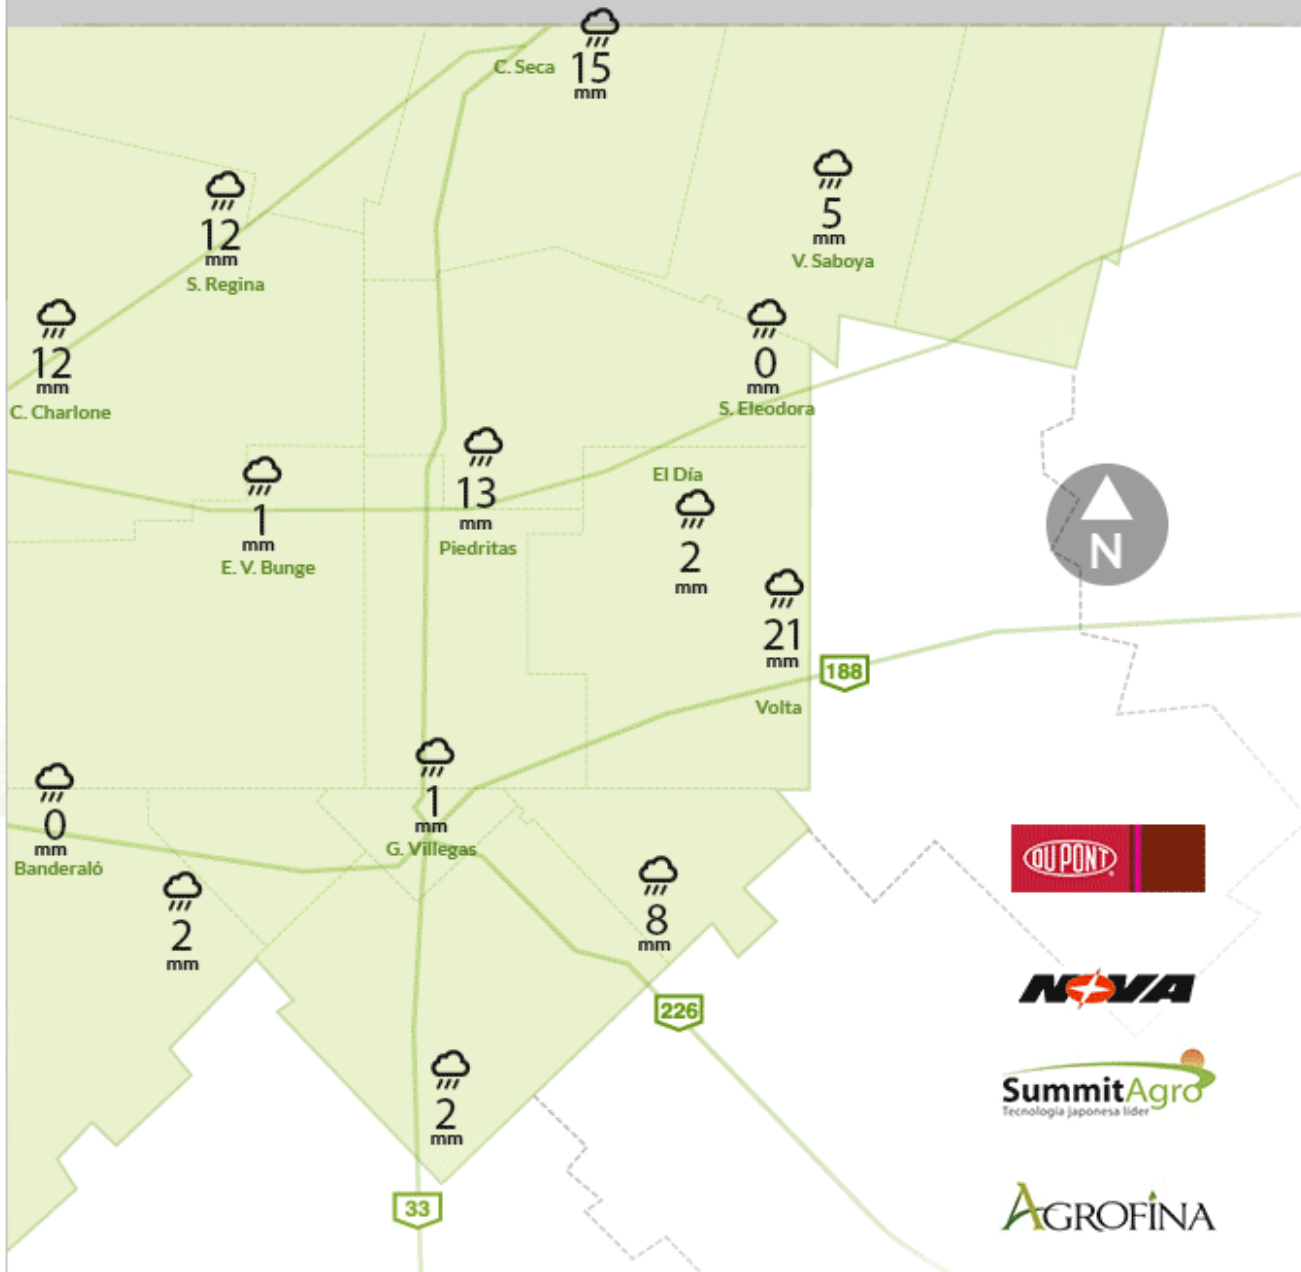 C. Seca
15
mm
12
mm
S. Regina
5
mm
V. Saboya
12
mm
C. Charlone
0
mm
S. Eleodora
1
mm
E. V. Bunge
13
mm
Piedritas
El Día
2
mm
21
mm
188
Volta
N
0
mm
Banderaló
1
mm
G. Villegas
2
mm
8
mm
226
2
mm
33
DU PONT
NOVA
SummitAgro
Tecnología japonesa líder
AGROFINA